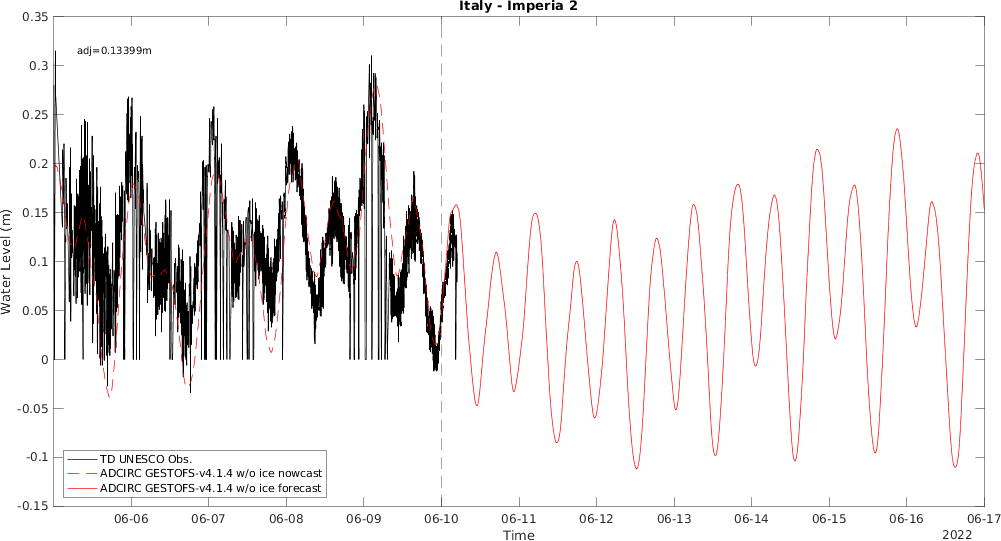 Italy - Imperia 2
adj=0.13399m
Water Level (m)
0.35
0.3
0.25
0.2
0.15
0.1
0.05
0
-0.05
-0.1
-0.15
TD UNESCO Obs.
ADCIRC GESTOFS-v4.1.4 w/o ice nowcast
ADCIRC GESTOFS-v4.1.4 w/o ice forecast
06-06 06-07 06-08 06-09 06-10 06-11 06-12 06-13 06-14 06-15 06-16 06-17
Time
2022